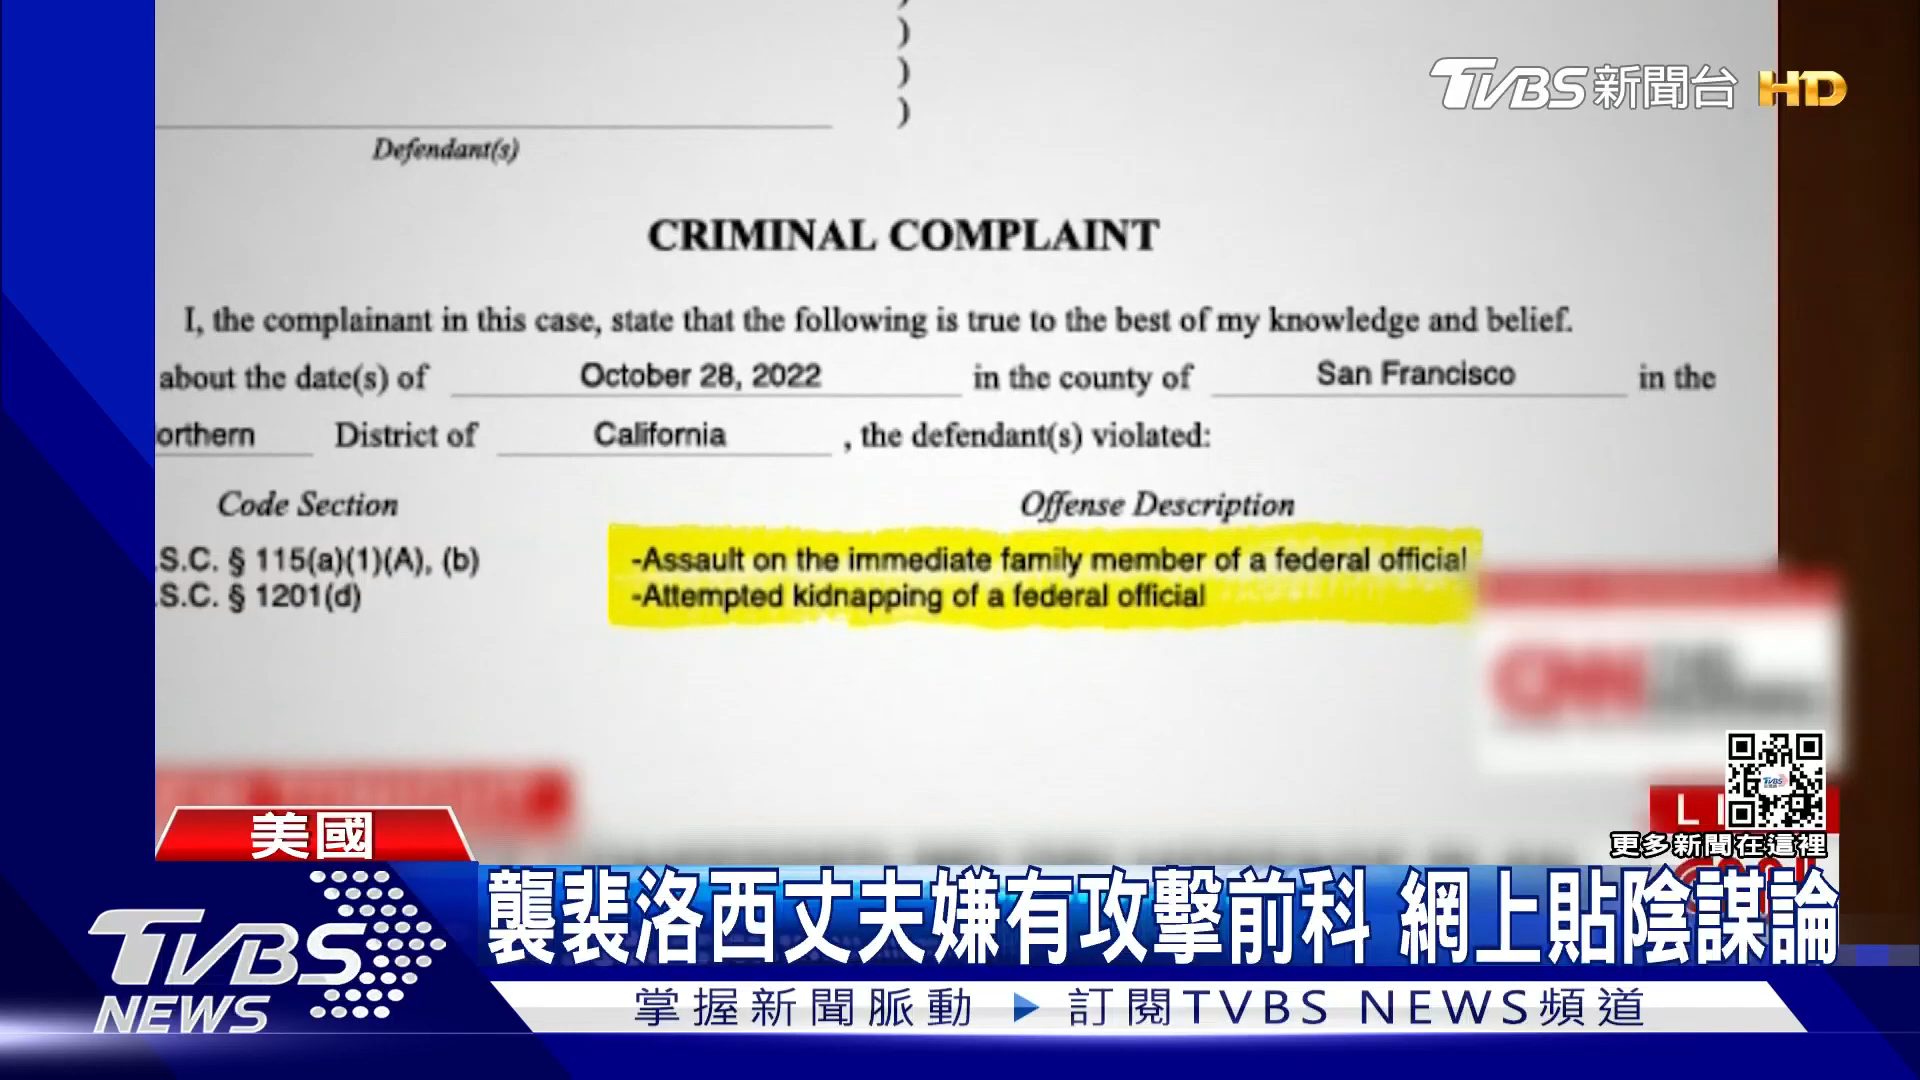 )
)
)
TVBS新聞台 HD
Defendant(s)
CRIMINAL COMPLAINT
I, the complainant in this case, state that the following is true to the best of my knowledge and belief.
about the date(s) of October 28, 2022 in the county of San Francisco in the
orthern District of California , the defendant(s) violated:
Code Section Offense Description
.S.C. § 115(a)(1)(A), (b) -Assault on the immediate family member of a federal official
.S.C. § 1201(d) -Attempted kidnapping of a federal official
CNN
TVBS
更多新聞在這裡
美國
襲裴洛西丈夫嫌有攻擊前科 網上貼陰謀論
TVBS
NEWS
掌握新聞脈動 訂閱TVBS NEWS頻道